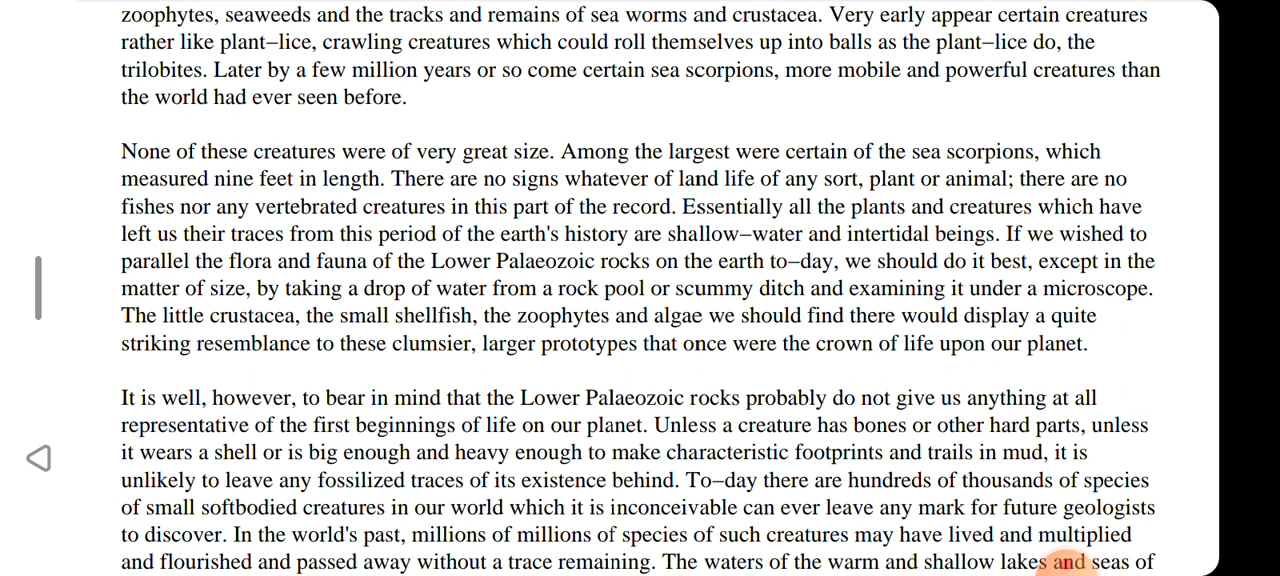 zoophytes, seaweeds and the tracks and remains of sea worms and crustacea. Very early appear certain creatures
rather like plant–lice, crawling creatures which could roll themselves up into balls as the plant–lice do, the
trilobites. Later by a few million years or so come certain sea scorpions, more mobile and powerful creatures than
the world had ever seen before.
None of these creatures were of very great size. Among the largest were certain of the sea scorpions, which
measured nine feet in length. There are no signs whatever of land life of any sort, plant or animal; there are no
fishes nor any vertebrated creatures in this part of the record. Essentially all the plants and creatures which have
left us their traces from this period of the earth's history are shallow–water and intertidal beings. If we wished to
parallel the flora and fauna of the Lower Palaeozoic rocks on the earth to–day, we should do it best, except in the
matter of size, by taking a drop of water from a rock pool or scummy ditch and examining it under a microscope.
The little crustacea, the small shellfish, the zoophytes and algae we should find there would display a quite
striking resemblance to these clumsier, larger prototypes that once were the crown of life upon our planet.
It is well, however, to bear in mind that the Lower Palaeozoic rocks probably do not give us anything at all
representative of the first beginnings of life on our planet. Unless a creature has bones or other hard parts, unless
it wears a shell or is big enough and heavy enough to make characteristic footprints and trails in mud, it is
unlikely to leave any fossilized traces of its existence behind. To–day there are hundreds of thousands of species
of small softbodied creatures in our world which it is inconceivable can ever leave any mark for future geologists
to discover. In the world's past, millions of millions of species of such creatures may have lived and multiplied
and flourished and passed away without a trace remaining. The waters of the warm and shallow lakes and seas of